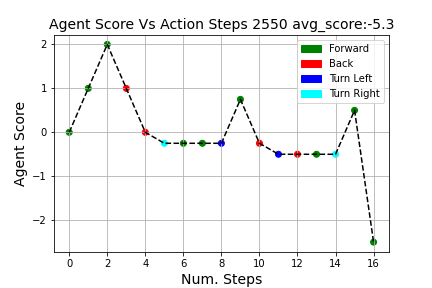 Agent Score Vs Action Steps 2550 avg_score:-5.3
Forward
Back
Turn Left
Turn Right
Agent Score
2
1
0
−1
−2
0 2 4 6 8 10 12 14 16
Num. Steps